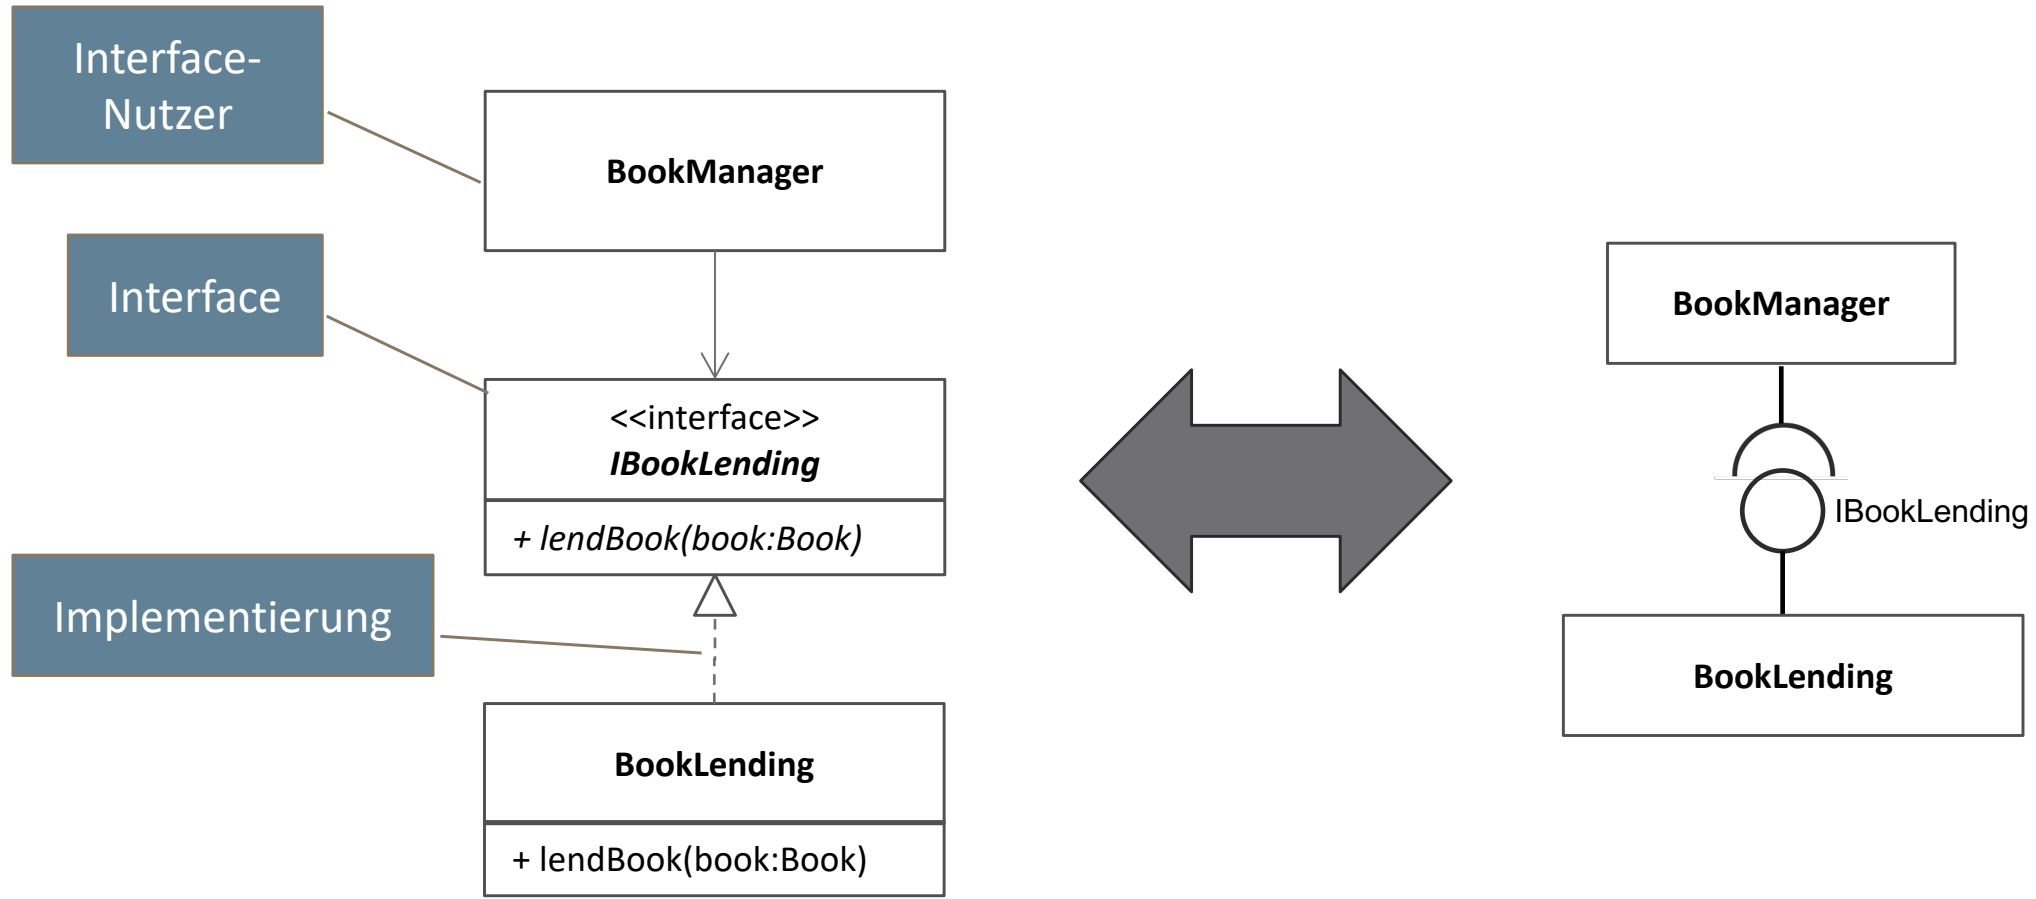 Interface-
Nutzer
BookManager
Interface
<<interface>>
IBookLending
+ lendBook(book:Book)
Implementierung
BookLending
+ lendBook(book:Book)
BookManager
IBookLending
BookLending